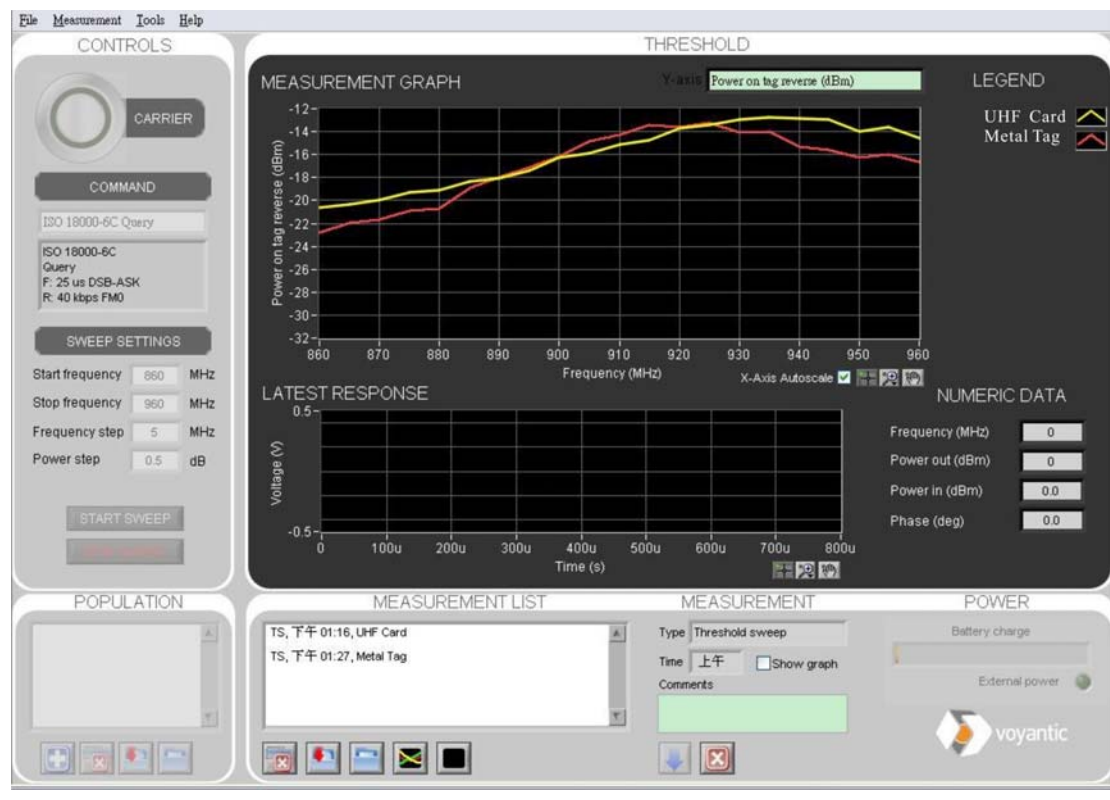 File Measurement Tools Help
CONTROLS
CARRIER
COMMAND
ISO 18000-6C Query
ISO 18000-6C
Query
F: 25 us DSB-ASK
R: 40 kbps FM0
SWEEP SETTINGS
Start frequency 860 MHz
Stop frequency 960 MHz
Frequency step 5 MHz
Power step 0.5 dB
START SWEEP
THRESHOLD
MEASUREMENT GRAPH
Y-axis Power on tag reverse (dBm)
LEGEND
UHF Card
Metal Tag
Power on tag reverse (dBm)
-12
-14
-16
-18
-20
-22
-24
-26
-28
-30
-32
860 870 880 890 900 910 920 930 940 950 960
Frequency (MHz)
X-Axis Autoscale
LATEST RESPONSE
Voltage (V)
0.5
-0.5
0 100u 200u 300u 400u 500u 600u 700u 800u
Time (s)
NUMERIC DATA
Frequency (MHz) 0
Power out (dBm) 0
Power in (dBm) 0.0
Phase (deg) 0.0
POPULATION
MEASUREMENT LIST
TS, 下午 01:16, UHF Card
TS, 下午 01:27, Metal Tag
MEASUREMENT
Type Threshold sweep
Time 上午 Show graph
Comments
POWER
Battery charge
External power
voyantic